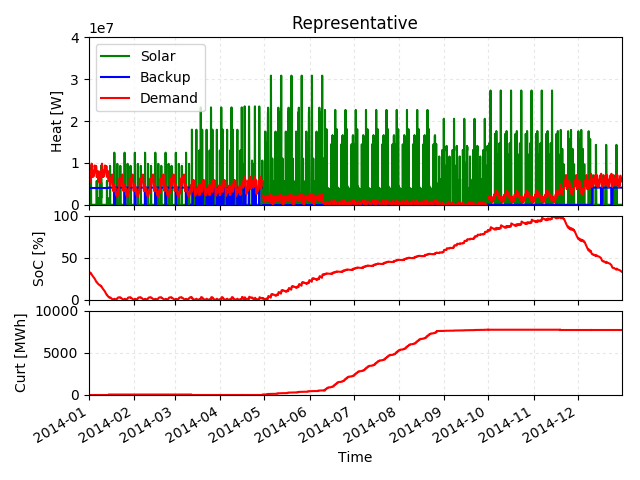 Representative
1e7
4
3
2
1
0
Heat [W]
Solar
Backup
Demand
100
50
0
SoC [%]
10000
5000
0
Curt [MWh]
2014-01
2014-02
2014-03
2014-04
2014-05
2014-06
2014-07
2014-08
2014-09
2014-10
2014-11
2014-12
Time